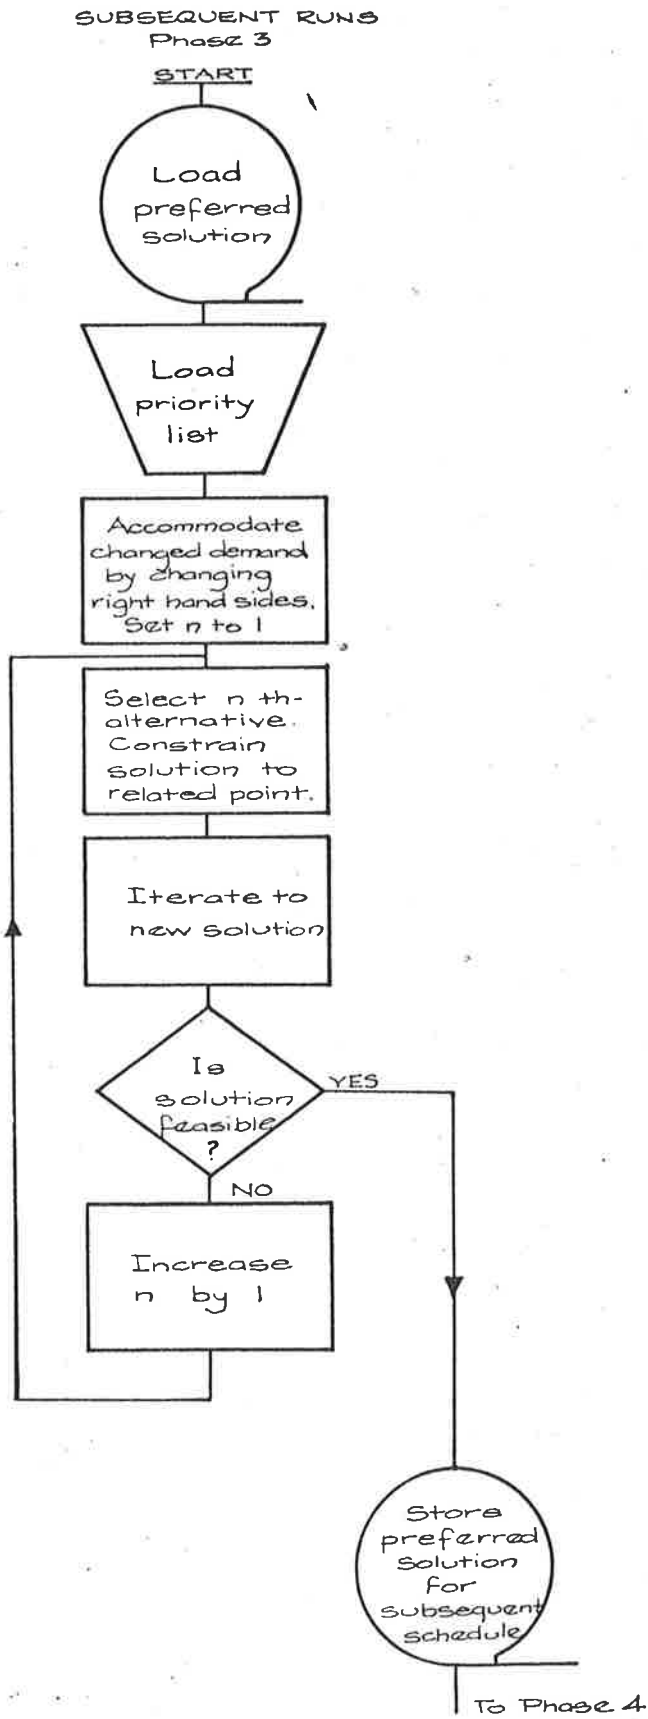 SUBSEQUENT RUNS
Phase 3
START
Load
preferred
solution
Load
priority
list
Accommodate
changed demand
by changing
right hand sides.
Set n to 1
Select n th-
alternative.
Constrain
solution to
related point.
Iterate to
new solution
Is
solution
feasible
?
YES
NO
Increase
n by 1
Store
preferred
solution
for
subsequent
schedule
To Phase 4